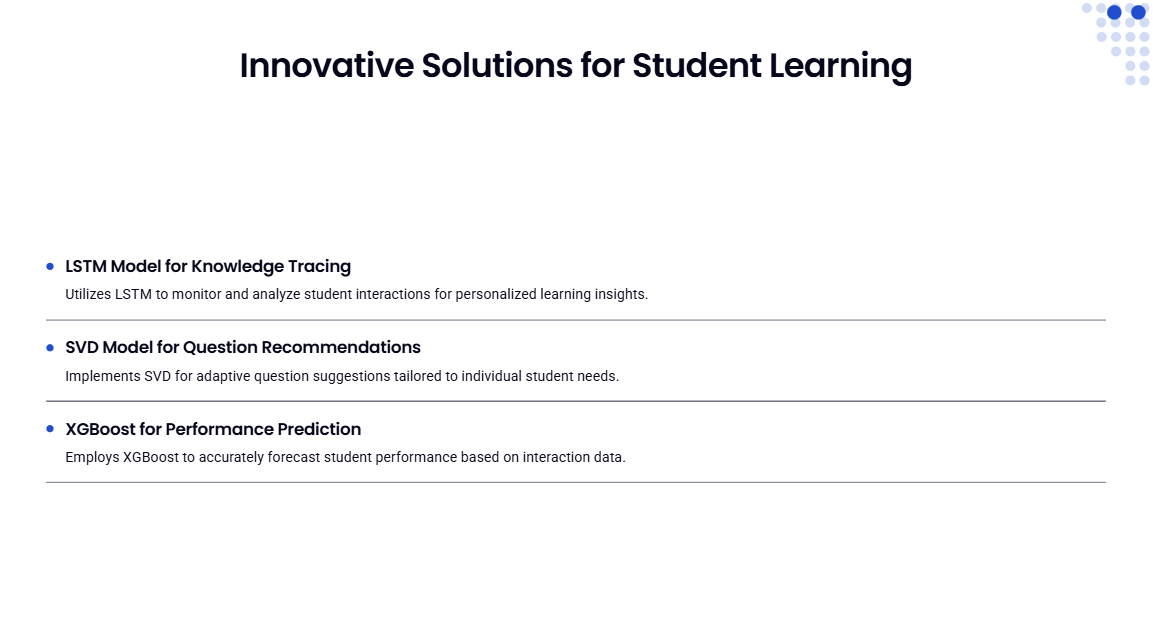 Innovative Solutions for Student Learning
LSTM Model for Knowledge Tracing
Utilizes LSTM to monitor and analyze student interactions for personalized learning insights.
SVD Model for Question Recommendations
Implements SVD for adaptive question suggestions tailored to individual student needs.
XGBoost for Performance Prediction
Employs XGBoost to accurately forecast student performance based on interaction data.